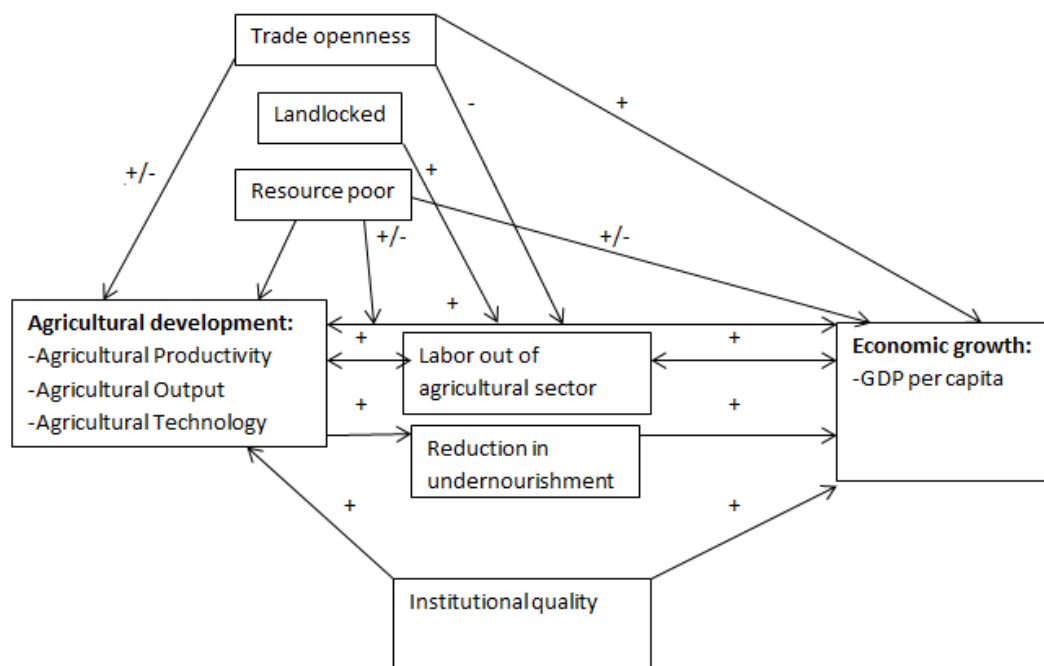 Trade openness
-
+
Landlocked
+/-
+
Resource poor
+/-
+/-
+
Agricultural development:
-Agricultural Productivity
-Agricultural Output
-Agricultural Technology
+
Labor out of
agricultural sector
+
Economic growth:
-GDP per capita
+
Reduction in
undernourishment
+
+
+
Institutional quality